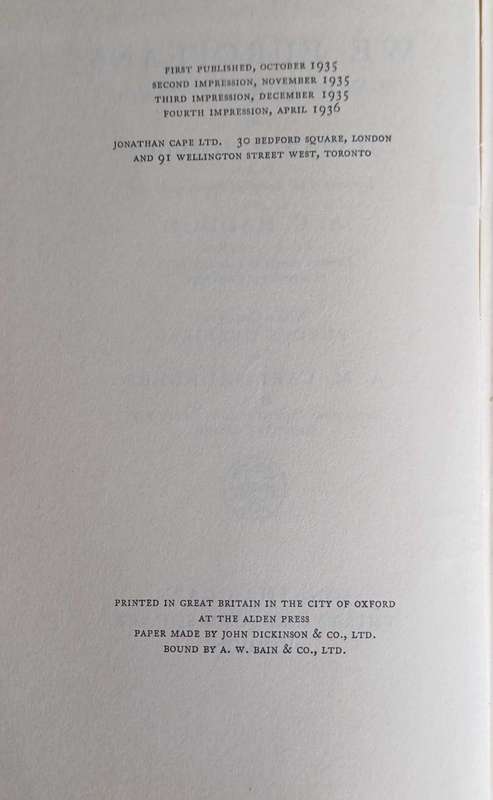 FIRST PUBLISHED, OCTOBER 1935
SECOND IMPRESSION, NOVEMBER 1935
THIRD IMPRESSION, DECEMBER 1935
FOURTH IMPRESSION, APRIL 1936
JONATHAN CAPE LTD. 30 BEDFORD SQUARE, LONDON
AND 91 WELLINGTON STREET WEST, TORONTO
PRINTED IN GREAT BRITAIN IN THE CITY OF OXFORD
AT THE ALDEN PRESS
PAPER MADE BY JOHN DICKINSON & CO., LTD.
BOUND BY A. W. BAIN & CO., LTD.